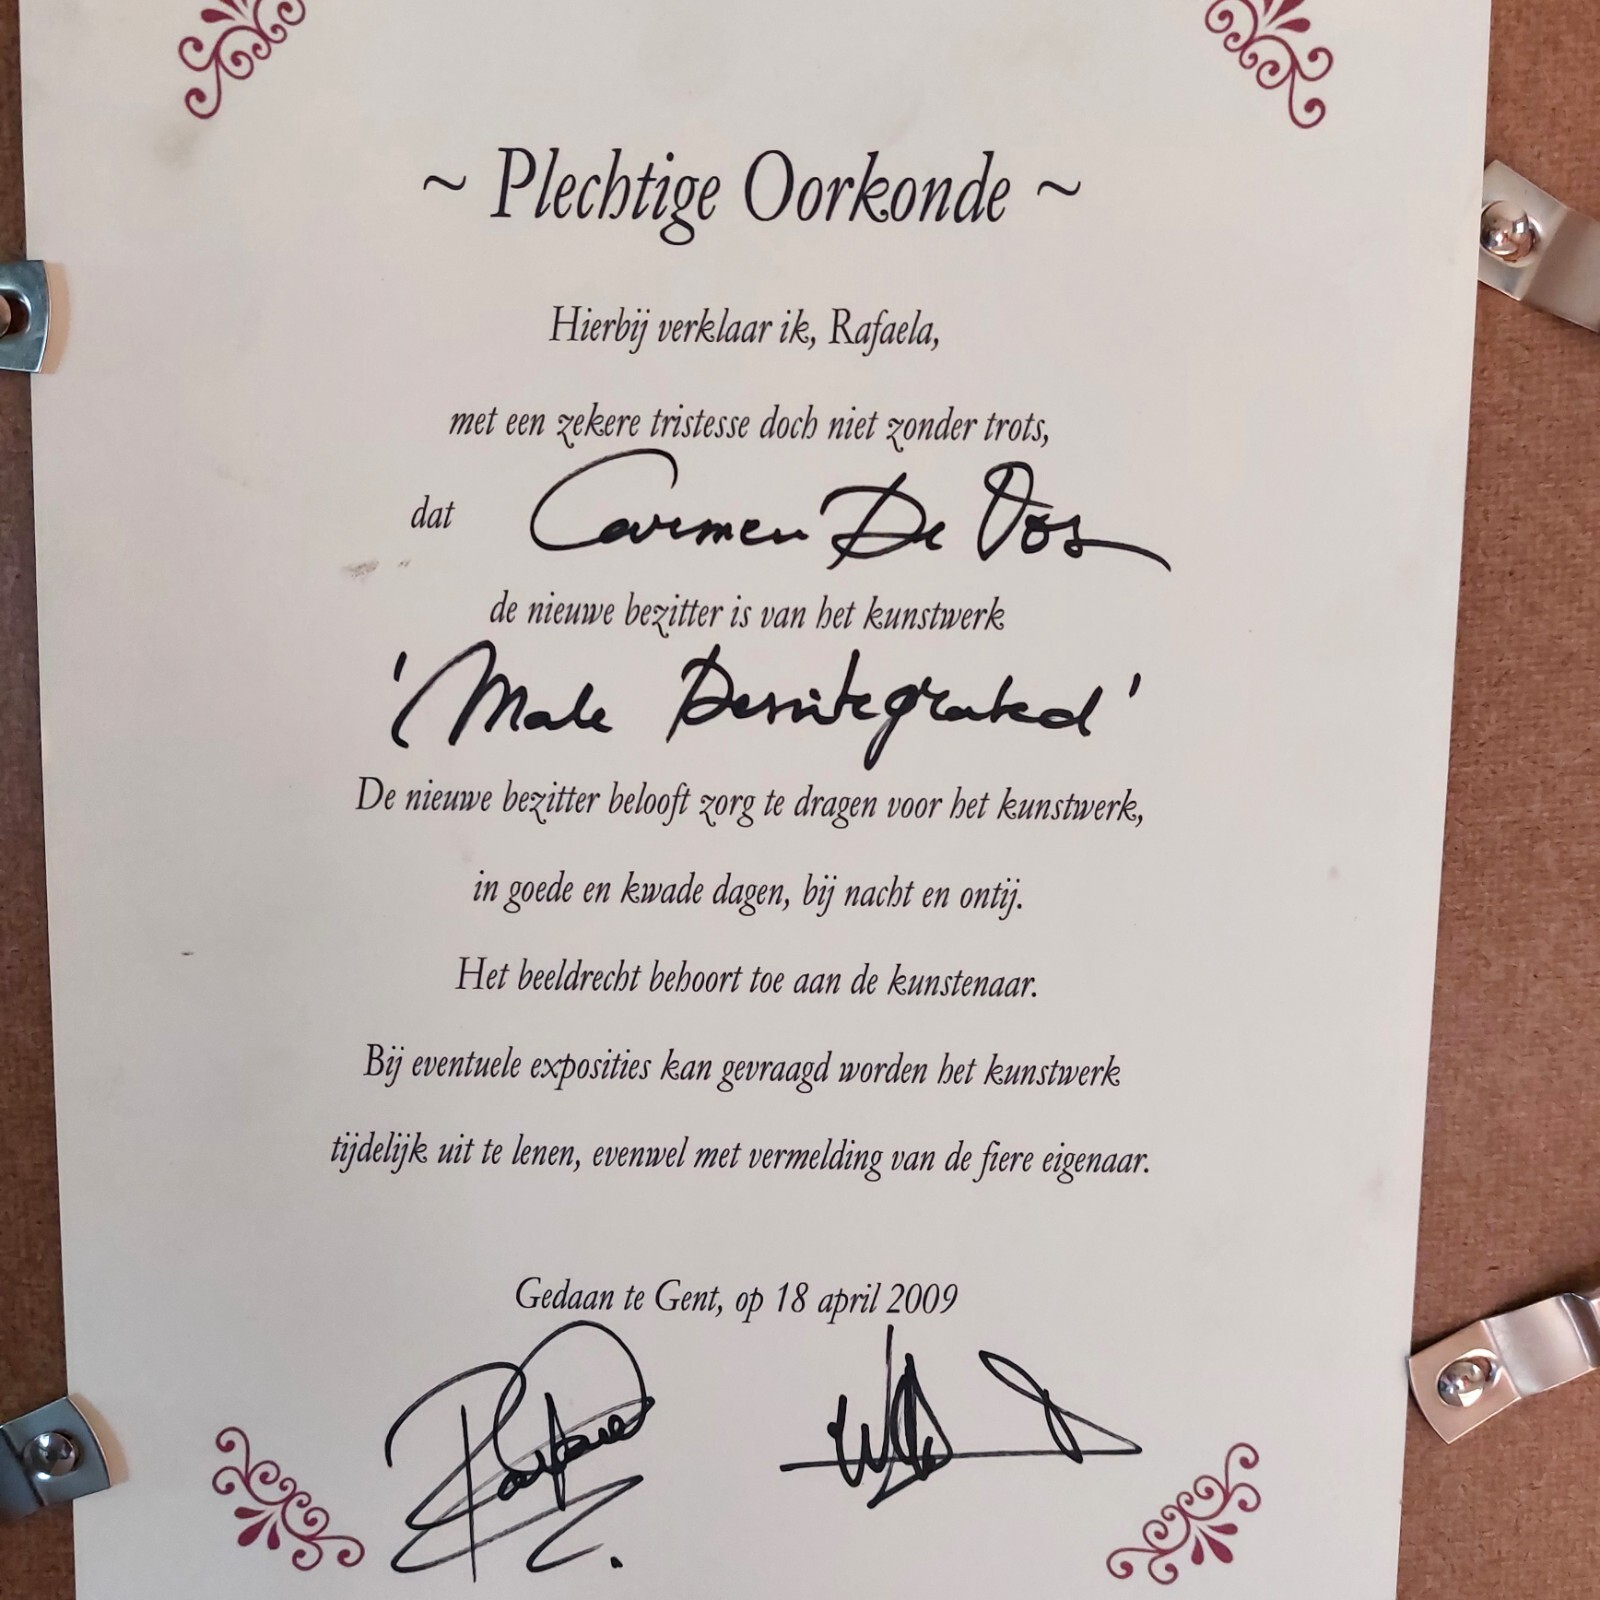 ~ Plechtige Oorkonde ~
Hierbij verklaar ik, Rafaela,
met een zekere tristesse doch niet zonder trots,
dat Carmen De Vos
de nieuwe bezitter is van het kunstwerk
'Male Desintegrated'
De nieuwe bezitter belooft zorg te dragen voor het kunstwerk,
in goede en kwade dagen, bij nacht en ontij.
Het beeldrecht behoort toe aan de kunstenaar.
Bij eventuele exposities kan gevraagd worden het kunstwerk
tijdelijk uit te lenen, evenwel met vermelding van de fiere eigenaar.
Gedaan te Gent, op 18 april 2009